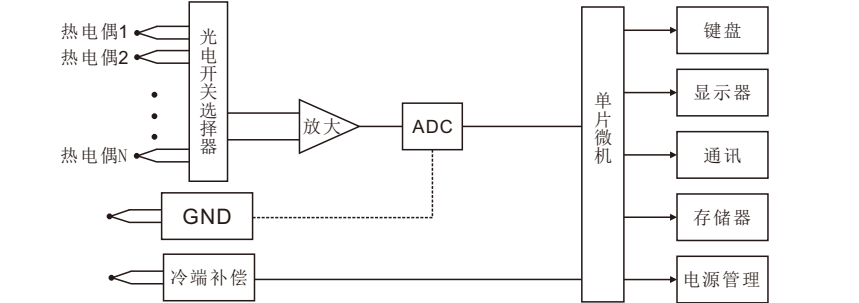 热电偶1
热电偶2
热电偶N
光电开关选择器
放大
ADC
GND
冷端补偿
单片微机
键盘
显示器
通讯
存储器
电源管理